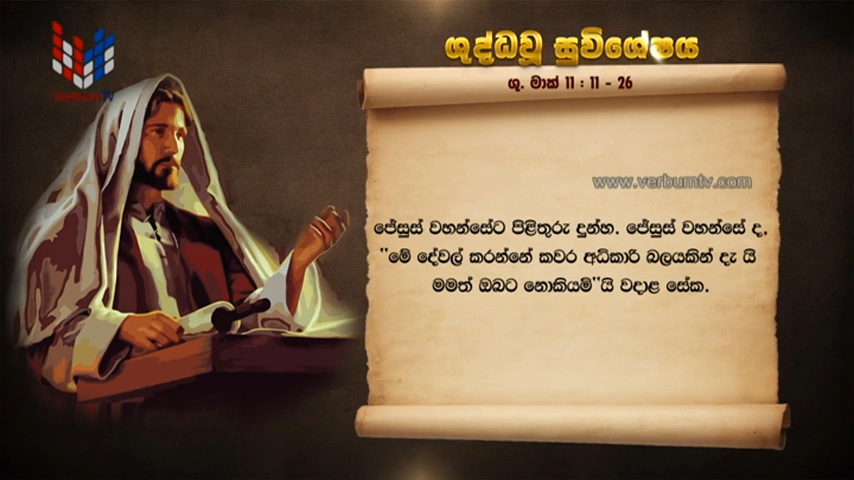 VerbumTv
ශුද්ධවූ සුවිශේෂය
ශු. මාක් 11 : 11 - 26
www.verbumtv.com
ජේසුස් වහන්සේට පිළිතුරු දුන්හ. ජේසුස් වහන්සේ ද,
"මේ දේවල් කරන්නේ කවර අධිකාරී බලයකින් දැ යි
මමත් ඔබට නොකියමි"යි වදාළ සේක.